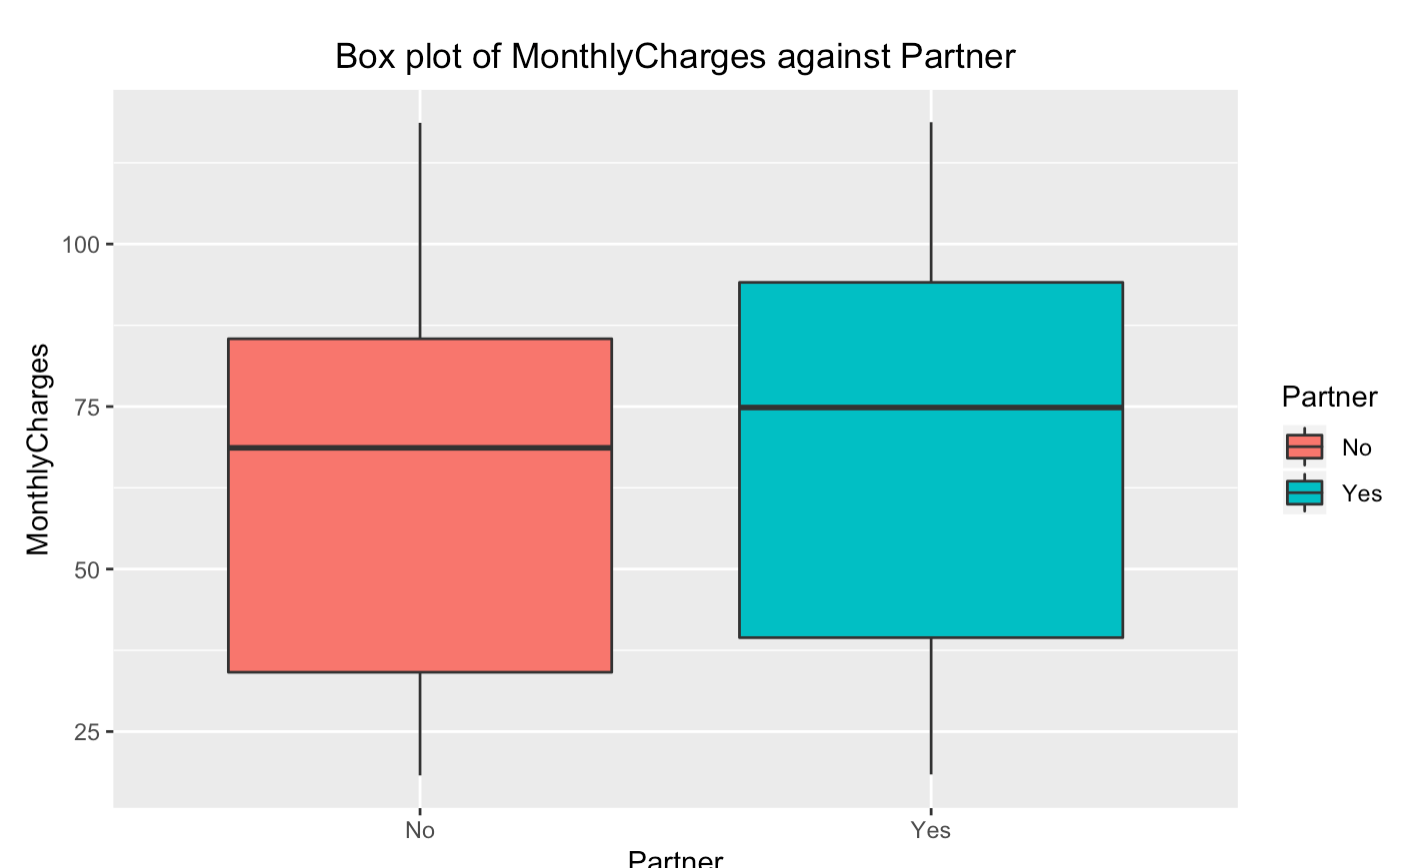 Box plot of MonthlyCharges against Partner
MonthlyCharges
100
75
50
25
No
Yes
Partner
Partner
No
Yes